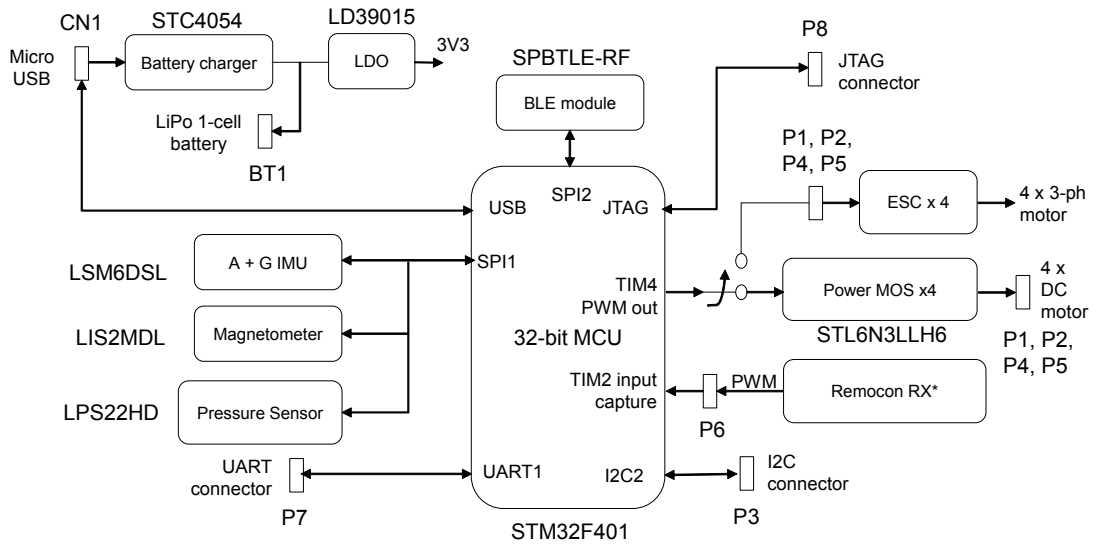 CN1
STC4054
LD39015
Micro
USB
Battery charger
LDO
3V3
LiPo 1-cell
battery
BT1
SPBTLE-RF
BLE module
P8
JTAG
connector
P1, P2,
P4, P5
ESC x 4
4 x 3-ph
motor
SPI2
USB
JTAG
LSM6DSL
A + G IMU
SPI1
TIM4
PWM out
Power MOS x4
4 x
DC
motor
STL6N3LLH6
P1, P2,
P4, P5
LIS2MDL
Magnetometer
32-bit MCU
TIM2 input
capture
PWM
Remocon RX*
P6
LPS22HD
Pressure Sensor
UART
connector
P7
UART1
I2C2
I2C
connector
P3
STM32F401